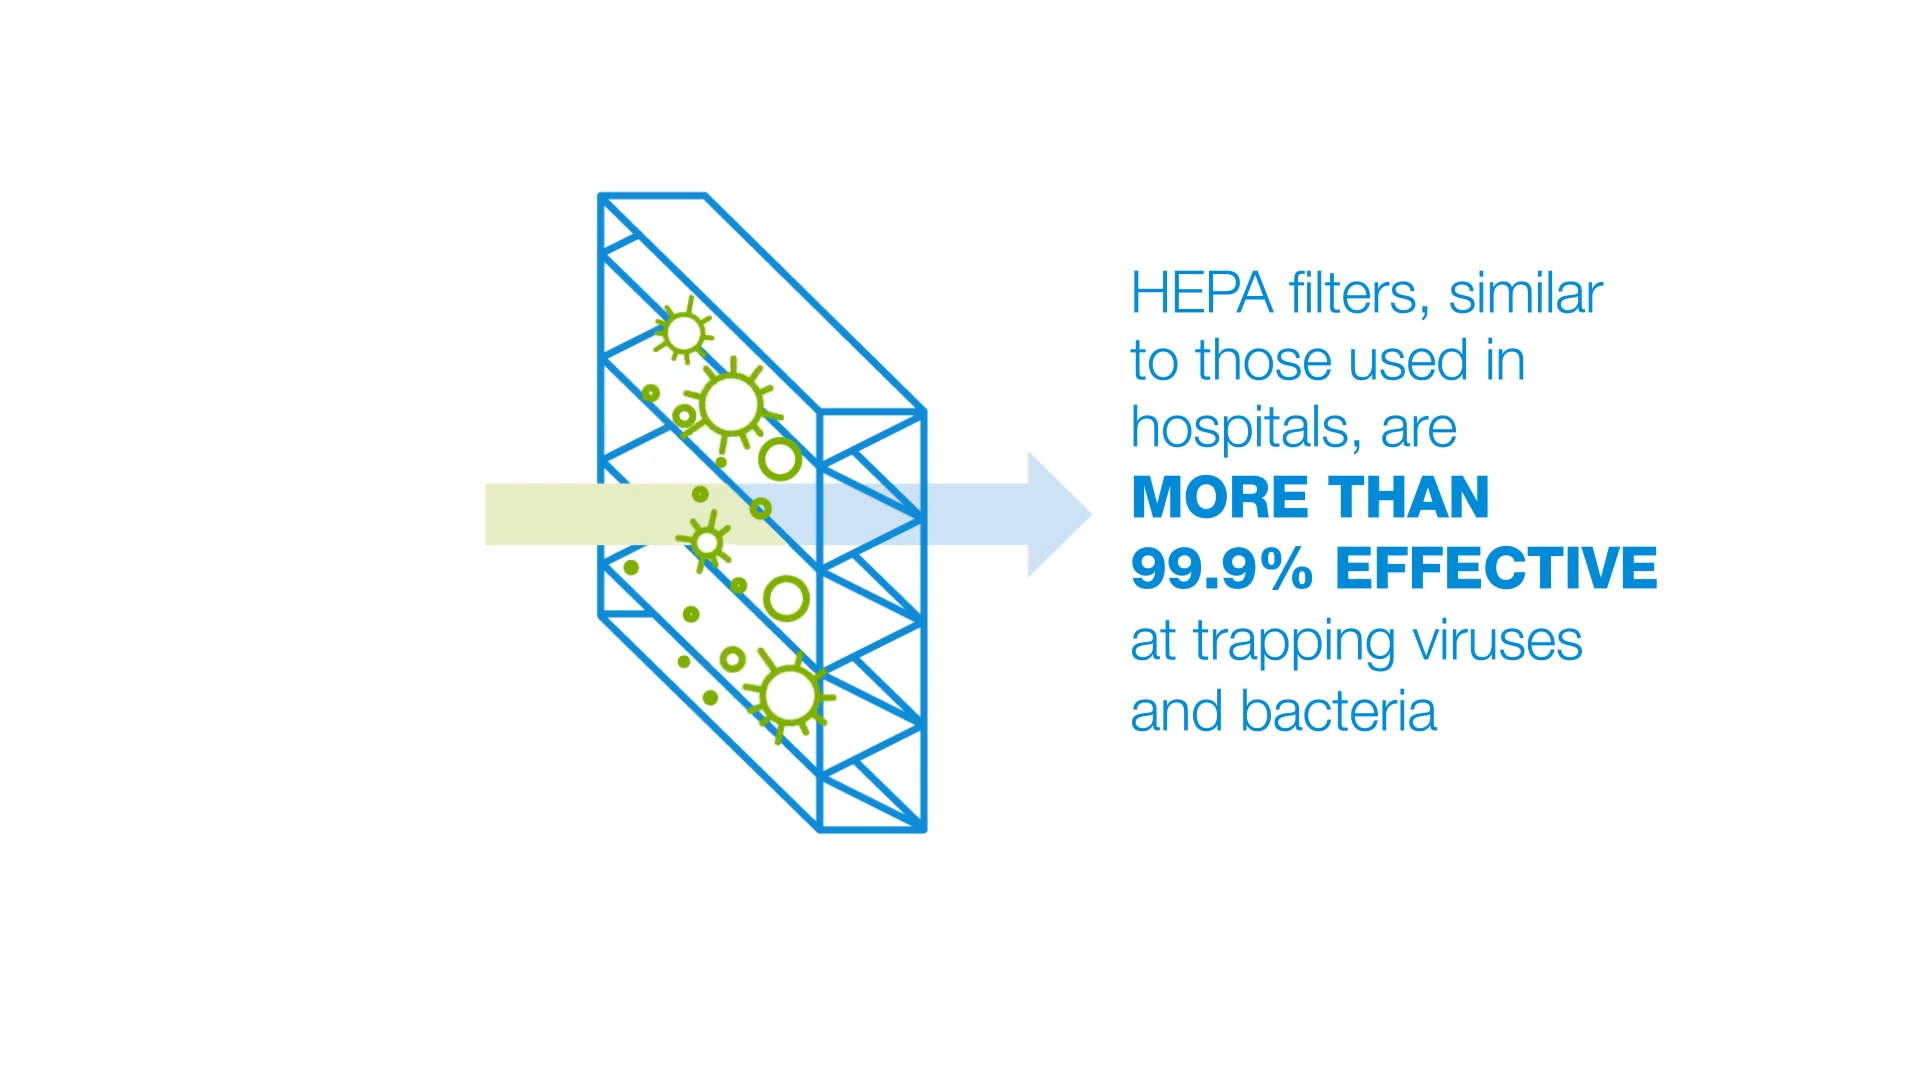 HEPA filters, similar
to those used in
hospitals, are
MORE THAN
99.9% EFFECTIVE
at trapping viruses
and bacteria